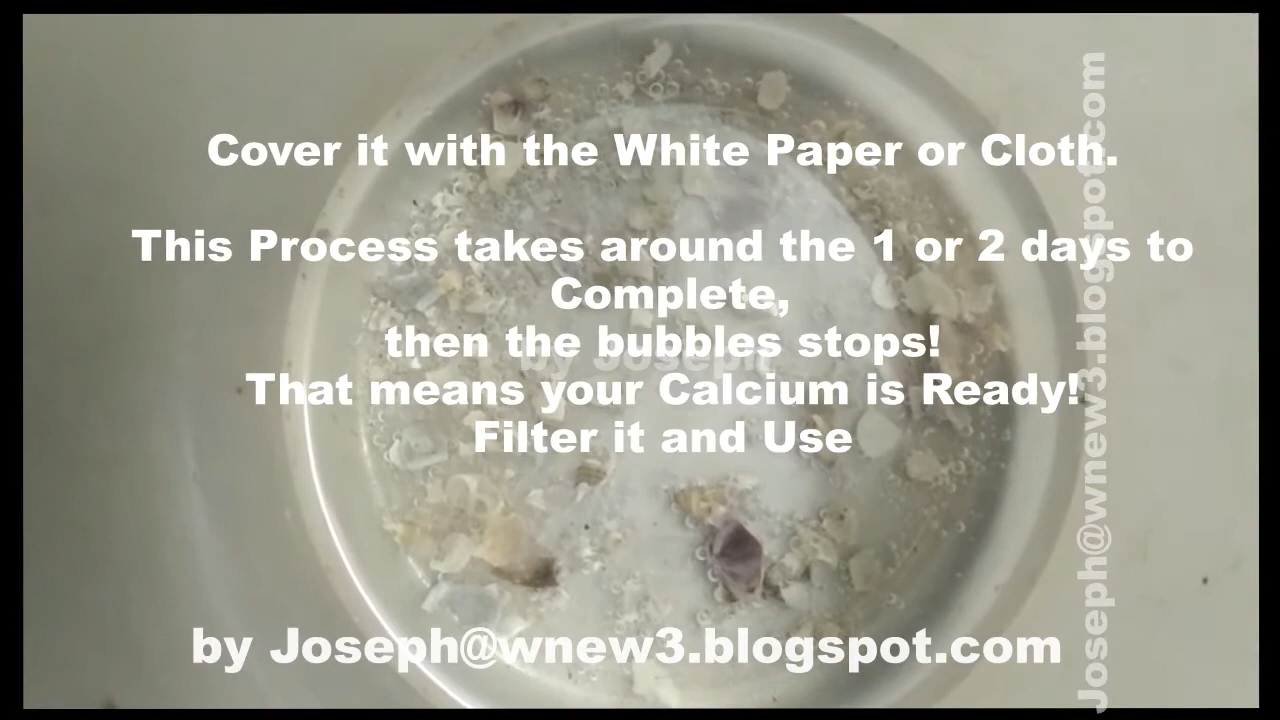 Cover it with the White Paper or Cloth.
This Process takes around the 1 or 2 days to
Complete,
then the bubbles stops!
That means your Calcium is Ready!
Filter it and Use
by Joseph
by Joseph@wnew3.blogspot.com
Joseph@wnew3.blogspot.com